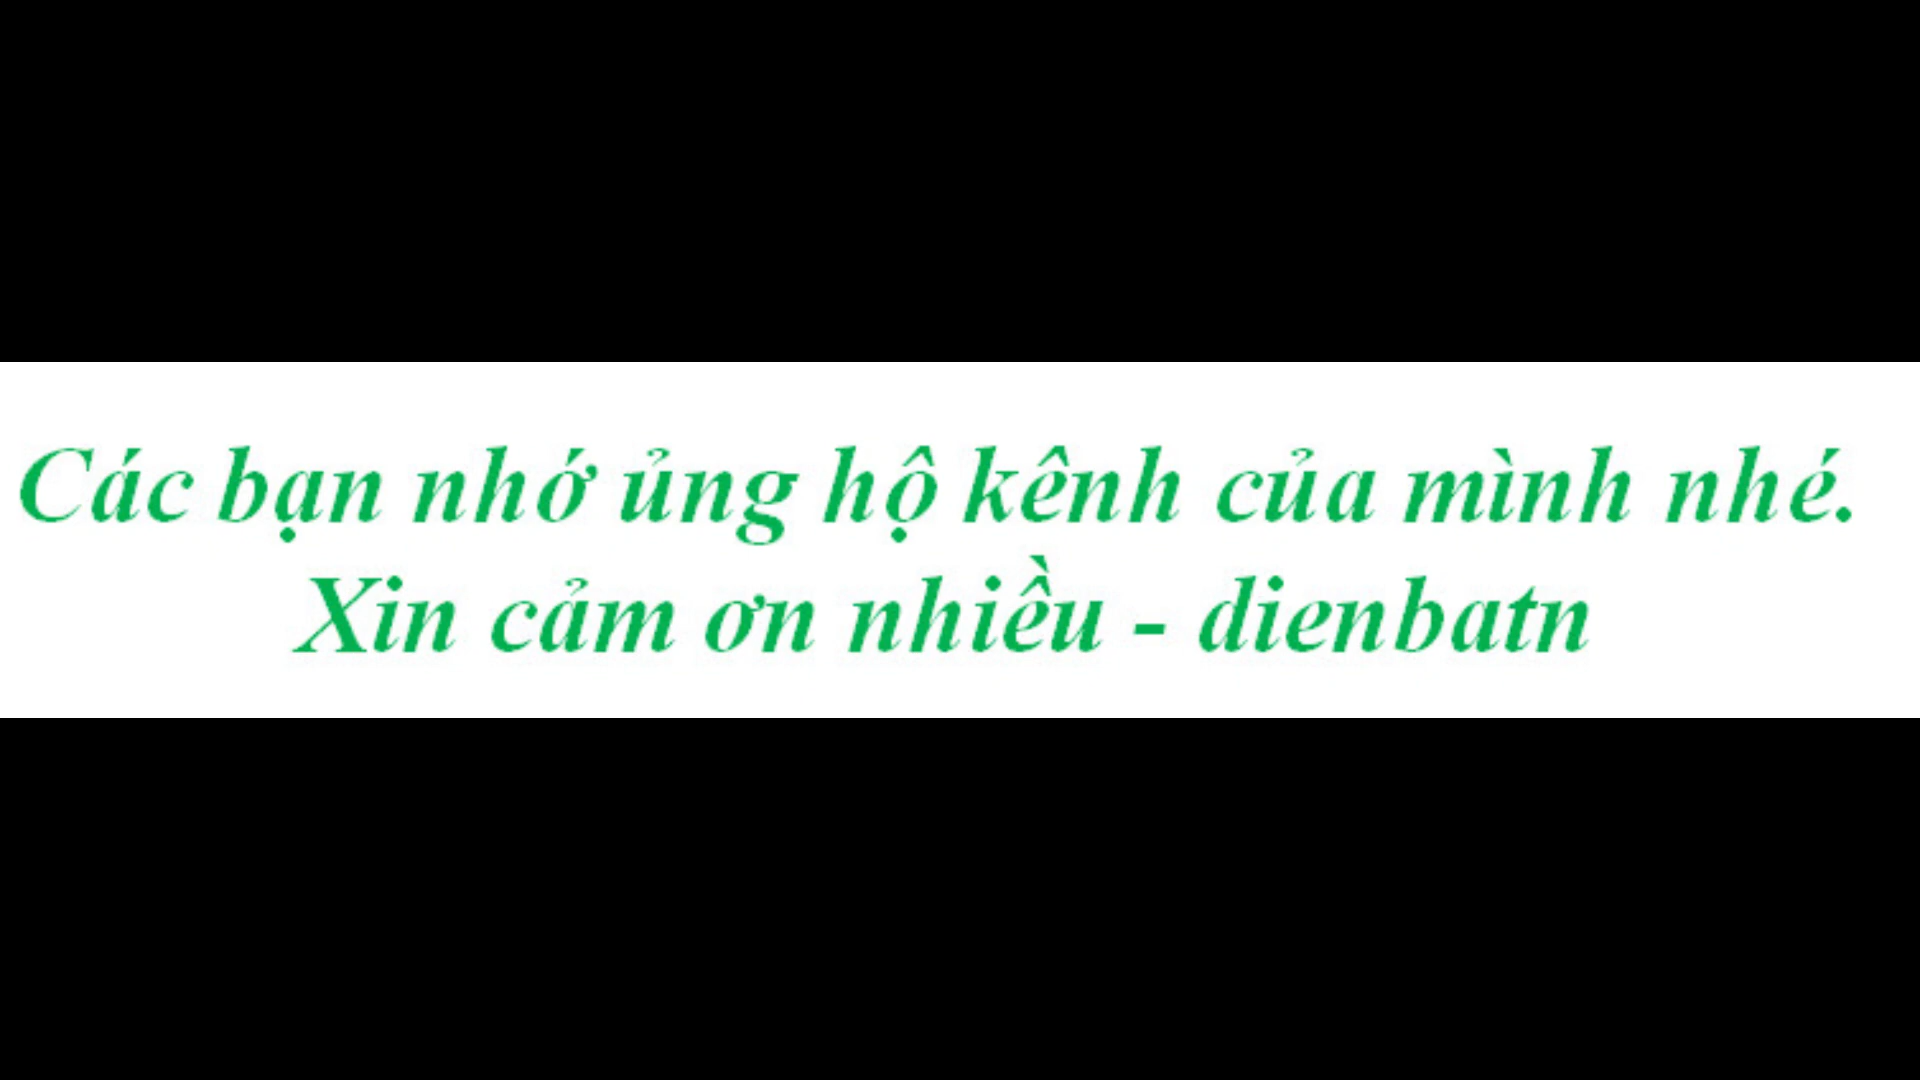 Các bạn nhớ ủng hộ kênh của mình nhé.
Xin cảm ơn nhiều - dienbatn